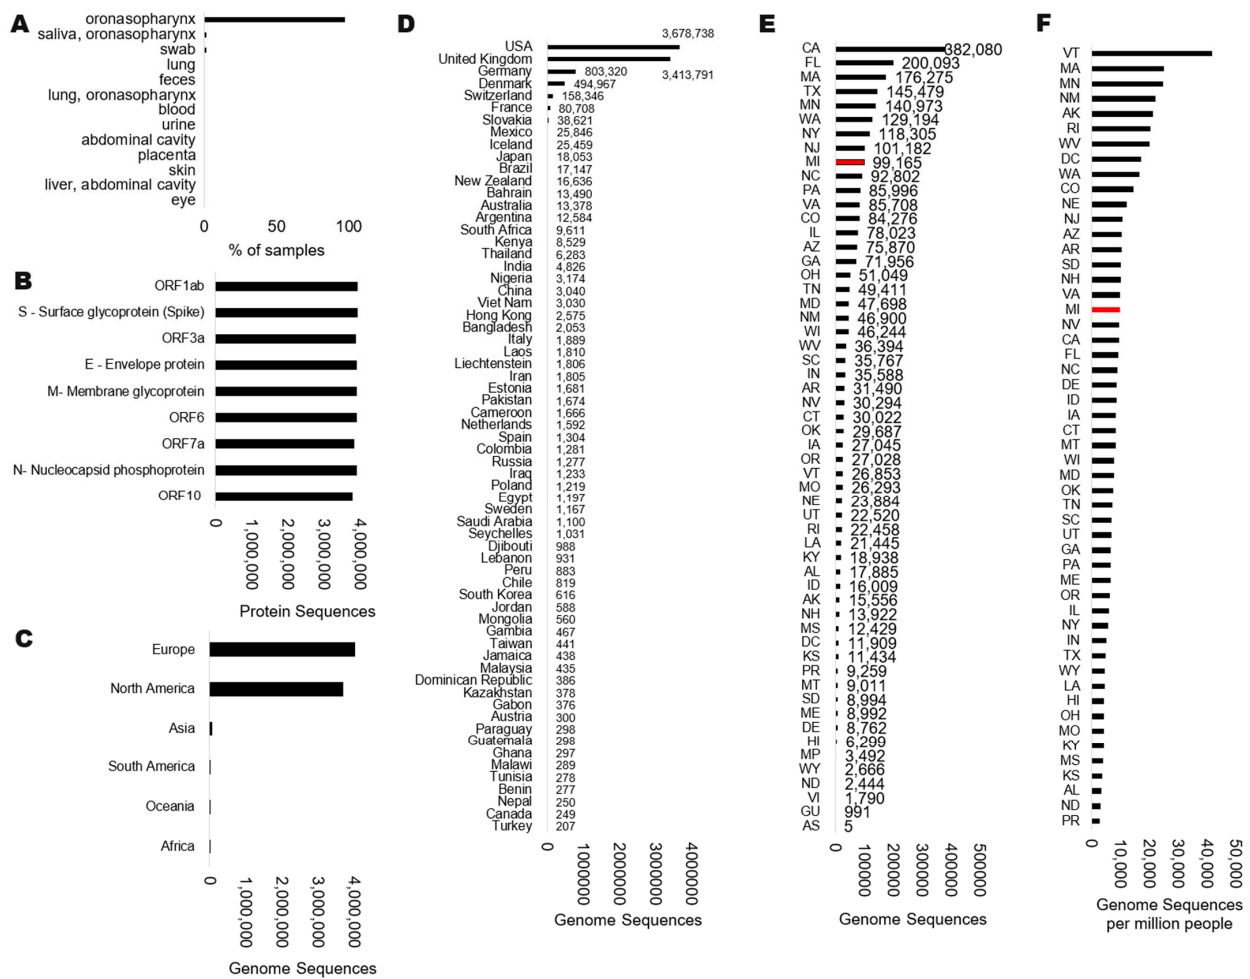 A
oronasopharynx
saliva, oronasopharynx
swab
lung
feces
lung, oronasopharynx
blood
urine
abdominal cavity
placenta
skin
liver, abdominal cavity
eye
0 50 100
% of samples
B
ORF1ab
S - Surface glycoprotein (Spike)
ORF3a
E - Envelope protein
M- Membrane glycoprotein
ORF6
ORF7a
N- Nucleocapsid phosphoprotein
ORF10
0 1,000,000 2,000,000 3,000,000 4,000,000
Protein Sequences
C
Europe
North America
Asia
South America
Oceania
Africa
0 1,000,000 2,000,000 3,000,000 4,000,000
Genome Sequences
D
USA 3,678,738
United Kingdom 3,413,791
Germany 803,320
Denmark 494,967
Switzerland 158,346
France 80,708
Slovakia 38,621
Mexico 25,846
Iceland 25,459
Japan 18,053
Brazil 17,147
New Zealand 16,636
Bahrain 13,490
Australia 13,378
Argentina 12,584
South Africa 9,611
Kenya 8,529
Thailand 6,283
India 4,826
Nigeria 3,174
China 3,040
Viet Nam 3,030
Hong Kong 2,575
Bangladesh 2,053
Italy 1,889
Laos 1,810
Liechtenstein 1,806
Iran 1,805
Estonia 1,681
Pakistan 1,674
Cameroon 1,666
Netherlands 1,592
Spain 1,304
Colombia 1,281
Russia 1,277
Iraq 1,233
Poland 1,219
Egypt 1,197
Sweden 1,167
Saudi Arabia 1,100
Seychelles 1,031
Djibouti 988
Lebanon 931
Peru 883
Chile 819
South Korea 616
Jordan 588
Mongolia 560
Gambia 467
Taiwan 441
Jamaica 438
Malaysia 435
Dominican Republic 386
Kazakhstan 378
Gabon 376
Austria 300
Paraguay 298
Guatemala 298
Ghana 297
Malawi 289
Tunisia 278
Benin 277
Nepal 250
Canada 249
Turkey 207
0 1000000 2000000 3000000 4000000
Genome Sequences
E
CA 382,080
FL 200,093
MA 176,275
TX 145,479
MN 140,973
WA 129,194
NY 118,305
NJ 101,182
MI 99,165
NC 92,802
PA 85,996
VA 85,708
CO 84,276
IL 78,023
AZ 75,870
GA 71,956
OH 51,049
TN 49,411
MD 47,698
NM 46,900
WI 46,244
WV 36,394
SC 35,767
IN 35,588
AR 31,490
NV 30,294
CT 30,022
OK 29,687
IA 27,045
OR 27,028
VT 26,853
MO 26,293
NE 23,884
UT 22,520
RI 22,458
LA 21,445
KY 18,938
AL 17,885
ID 16,009
AK 15,556
NH 13,922
MS 12,429
DC 11,909
KS 11,434
PR 9,259
MT 9,011
SD 8,994
ME 8,992
DE 8,762
HI 6,299
MP 3,492
WY 2,666
ND 2,444
VI 1,790
GU 991
AS 5
0 100000 200000 300000 400000 500000
Genome Sequences
F
VT
MA
MN
NM
AK
RI
WV
DC
WA
CO
NE
NJ
AZ
AR
SD
NH
VA
MI
NV
CA
FL
NC
DE
ID
IA
CT
MT
WI
MD
OK
TN
SC
UT
GA
PA
ME
OR
IL
NY
IN
TX
WY
LA
HI
OH
MO
KY
MS
KS
AL
ND
PR
0 10,000 20,000 30,000 40,000 50,000
Genome Sequences
per million people